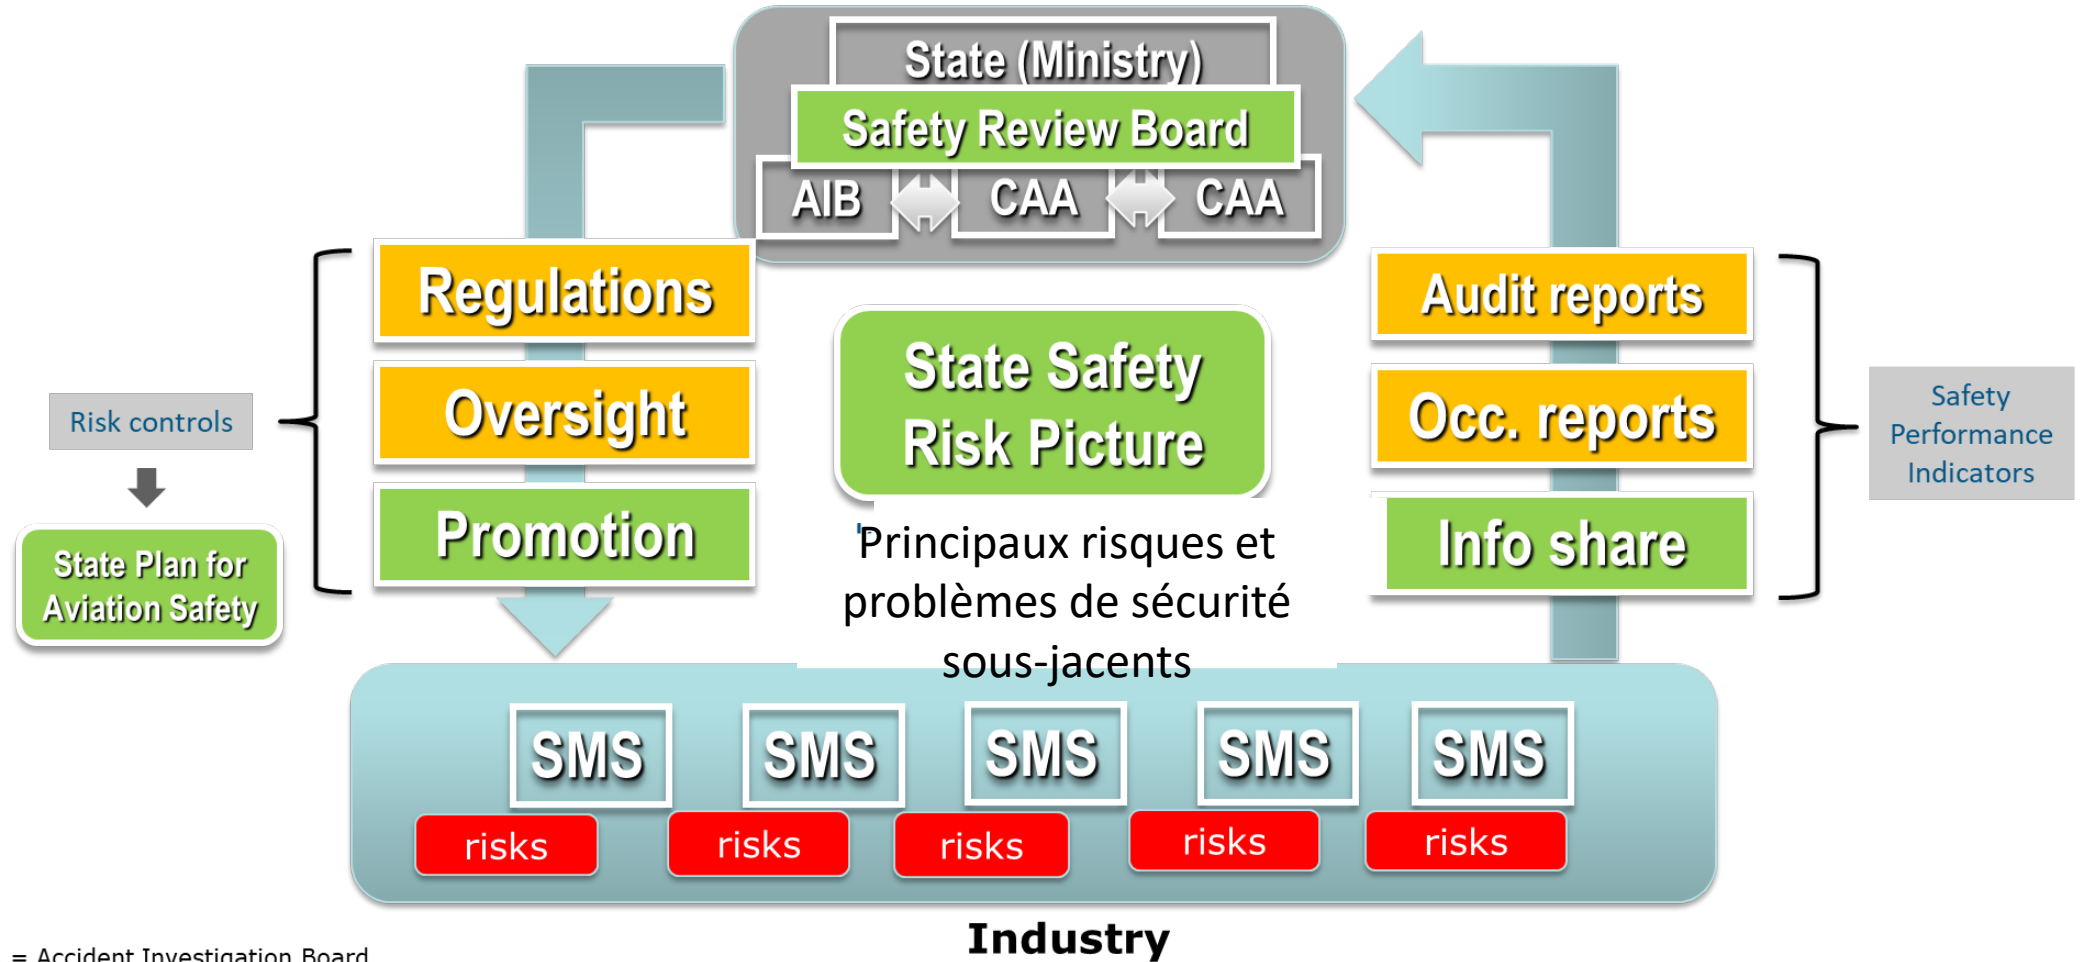 State (Ministry)
Safety Review Board
AIB
CAA
CAA
Regulations
Oversight
Promotion
Risk controls
State Plan for
Aviation Safety
State Safety
Risk Picture
Principaux risques et
problèmes de sécurité
sous-jacents
Audit reports
Occ. reports
Info share
Safety
Performance
Indicators
SMS
SMS
SMS
SMS
SMS
risks
risks
risks
risks
risks
Industry
= Accident Investigation Board